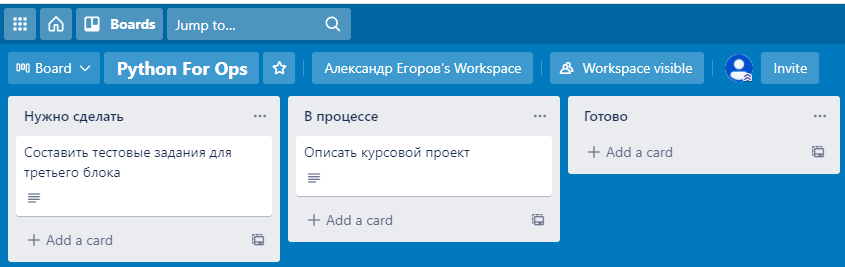 Boards Jump to...
Board Python For Ops Александр Егоров's Workspace Workspace visible Invite
Нужно сделать
Составить тестовые задания для
третьего блока
+ Add a card
В процессе
Описать курсовой проект
+ Add a card
Готово
+ Add a card